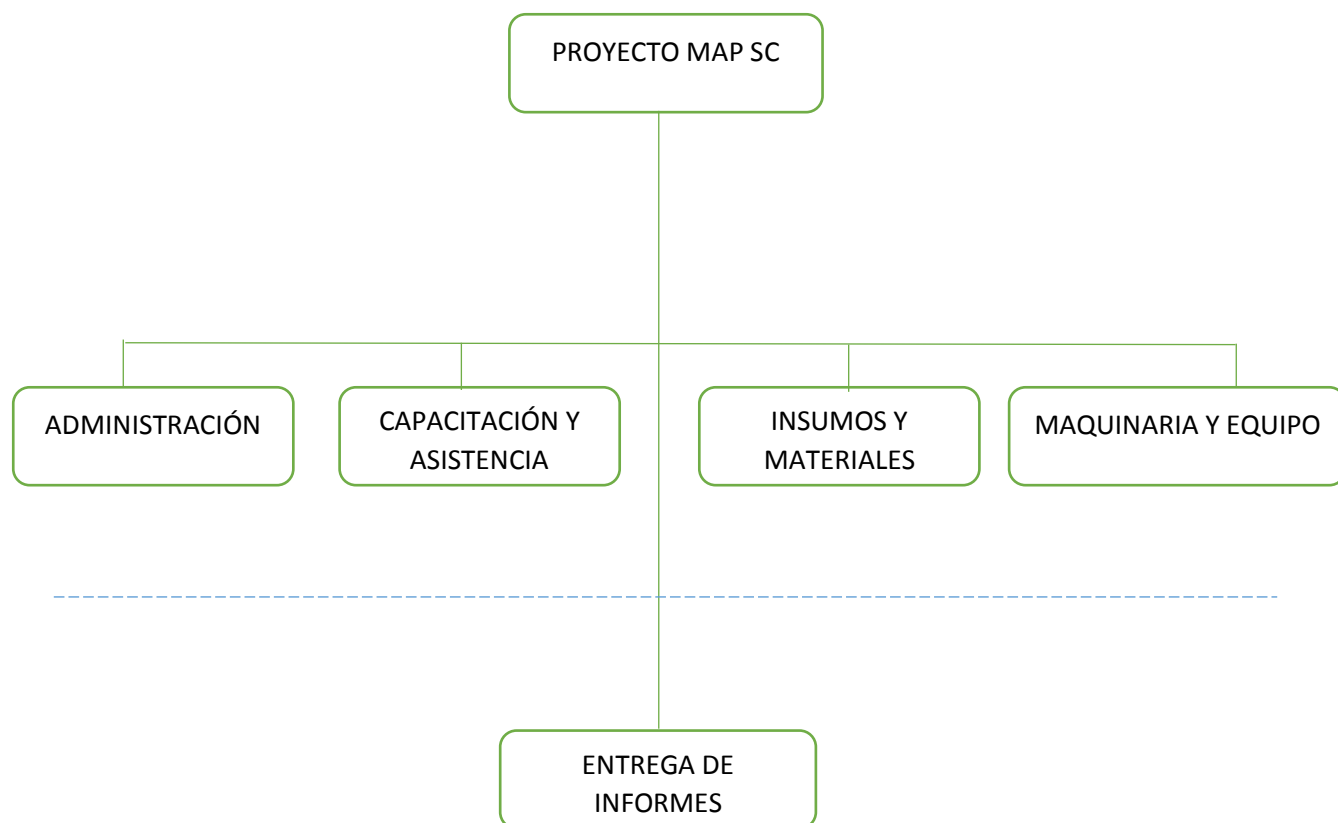 PROYECTO MAP SC
ADMINISTRACIÓN
CAPACITACIÓN Y
ASISTENCIA
INSUMOS Y
MATERIALES
MAQUINARIA Y EQUIPO
ENTREGA DE
INFORMES